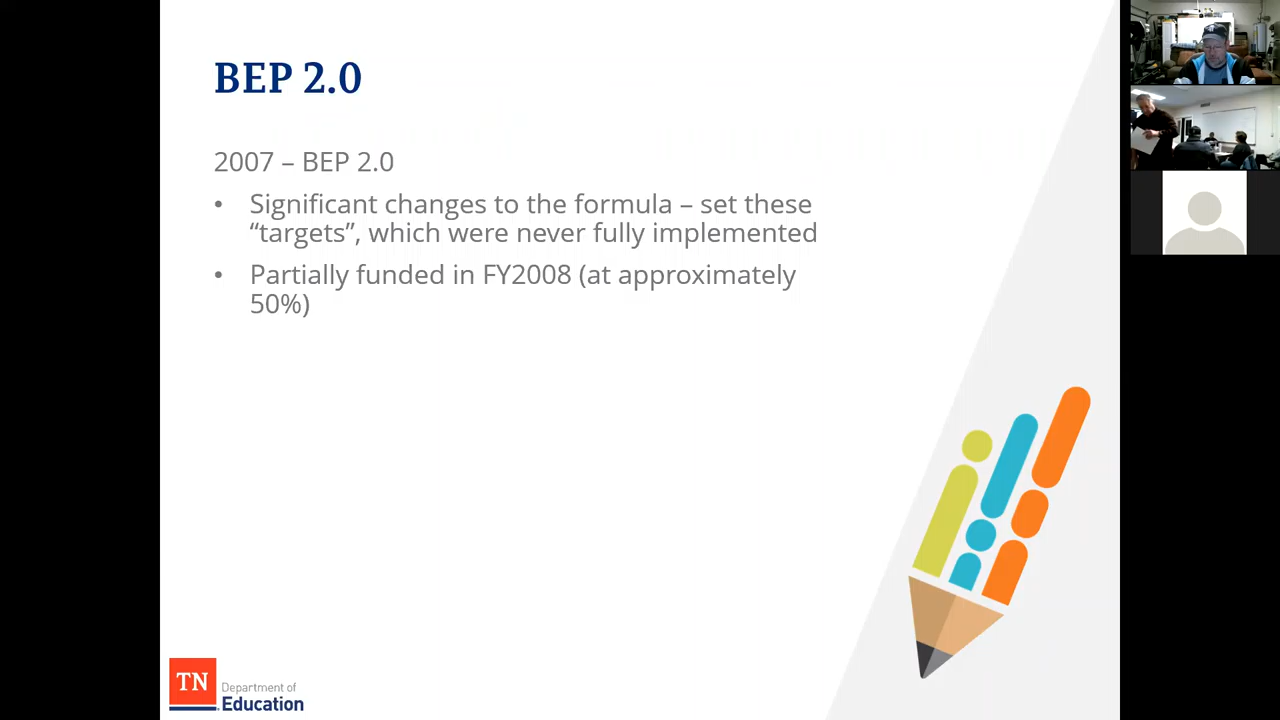 BEP 2.0
2007 – BEP 2.0
• Significant changes to the formula – set these
“targets”, which were never fully implemented
• Partially funded in FY2008 (at approximately
50%)
TN
Department of
Education